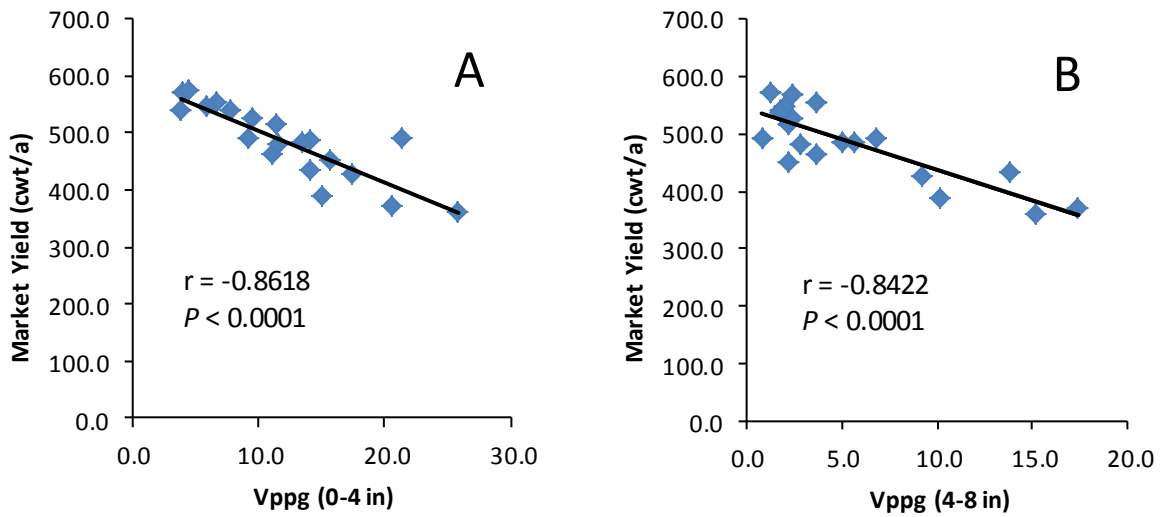 A
Market Yield (cwt/a)
700.0
600.0
500.0
400.0
300.0
200.0
100.0
0.0
r = -0.8618
P < 0.0001
0.0 10.0 20.0 30.0
Vppg (0-4 in)
B
Market Yield (cwt/a)
700.0
600.0
500.0
400.0
300.0
200.0
100.0
0.0
r = -0.8422
P < 0.0001
0.0 5.0 10.0 15.0 20.0
Vppg (4-8 in)